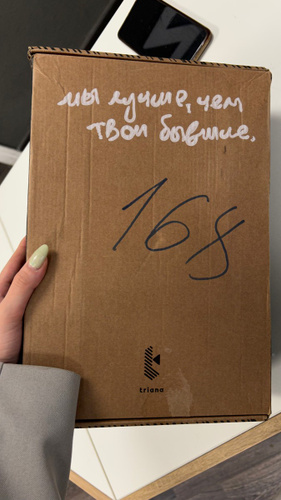 мы лучше, чем
твои бывшие.
168
triana